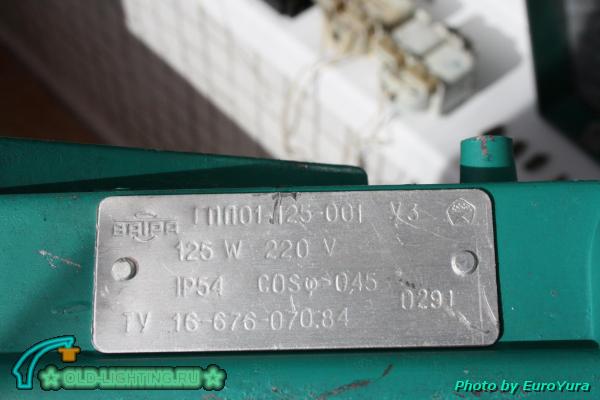 ВАТРА ГПП01-125-001 У3
125 W 220 V
IP54 COSφ-0,45
0291
ТУ 16-676-070.84
OLD-LIGHTING.RU
Photo by EuroYura